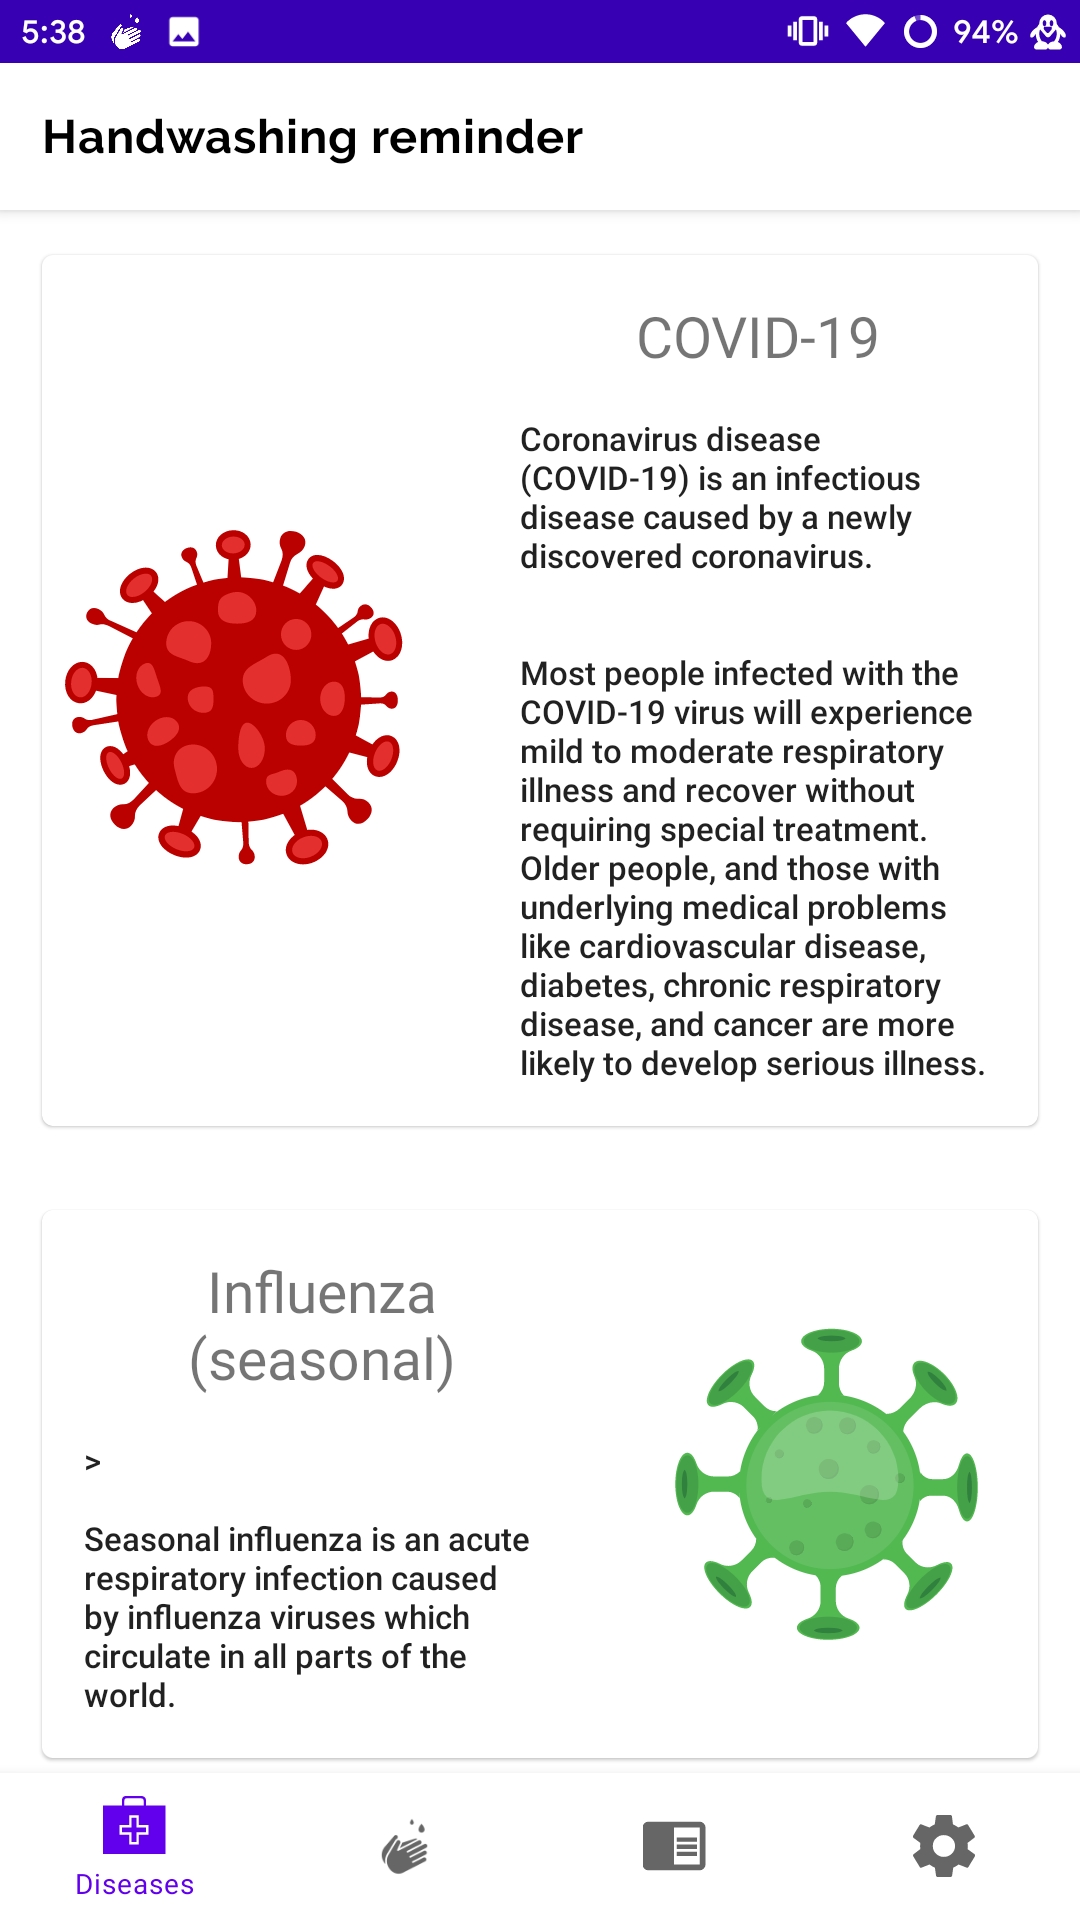 5:38
94%
Handwashing reminder
COVID-19
Coronavirus disease
(COVID-19) is an infectious
disease caused by a newly
discovered coronavirus.
Most people infected with the
COVID-19 virus will experience
mild to moderate respiratory
illness and recover without
requiring special treatment.
Older people, and those with
underlying medical problems
like cardiovascular disease,
diabetes, chronic respiratory
disease, and cancer are more
likely to develop serious illness.
Influenza
(seasonal)
>
Seasonal influenza is an acute
respiratory infection caused
by influenza viruses which
circulate in all parts of the
world.
Diseases